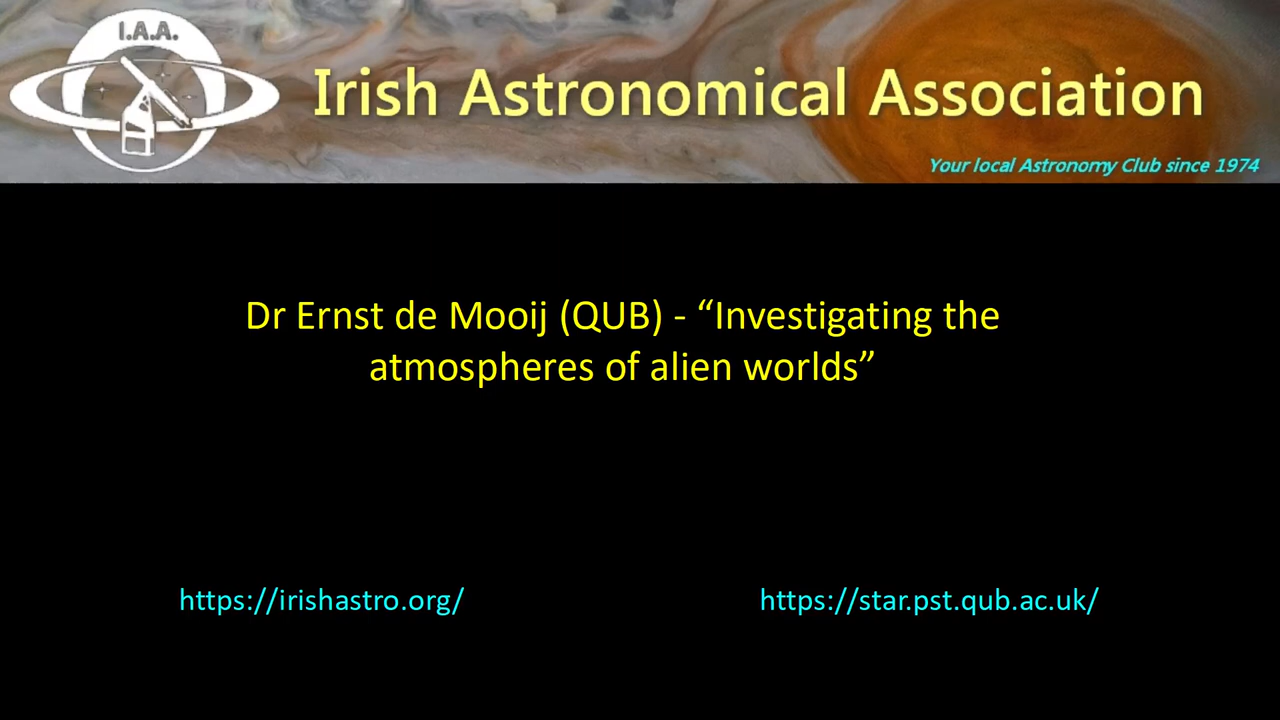 I.A.A.
Irish Astronomical Association
Your local Astronomy Club since 1974
Dr Ernst de Mooij (QUB) - “Investigating the
atmospheres of alien worlds”
https://irishastro.org/
https://star.pst.qub.ac.uk/